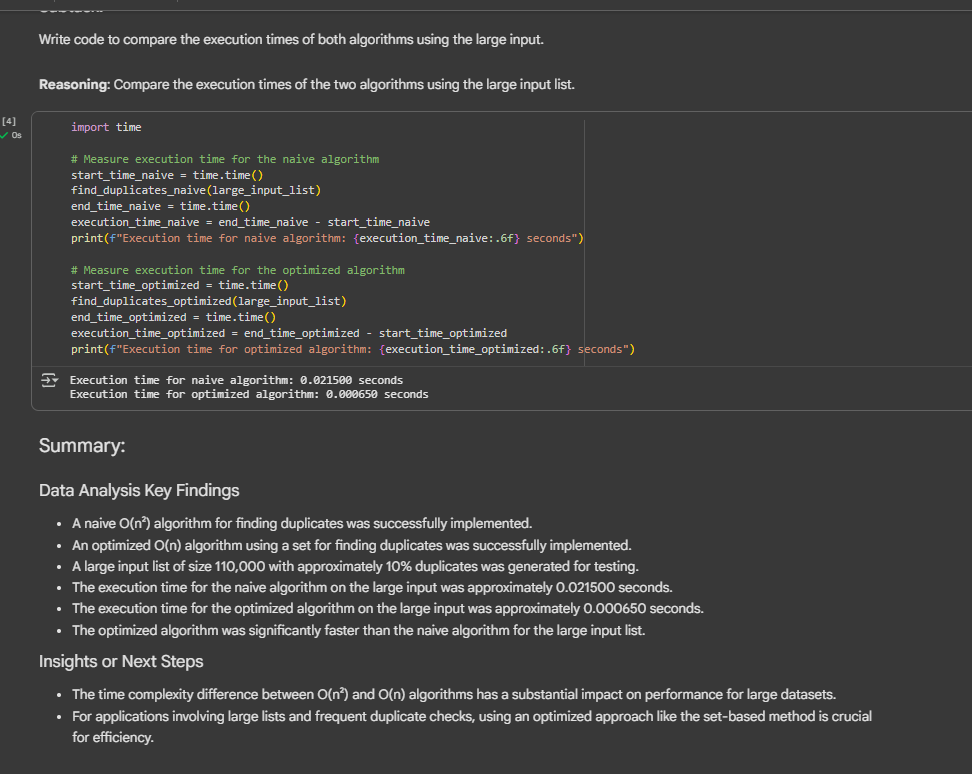 Subtask:
Write code to compare the execution times of both algorithms using the large input.
Reasoning: Compare the execution times of the two algorithms using the large input list.
[4]
0s
import time
# Measure execution time for the naive algorithm
start_time_naive = time.time()
find_duplicates_naive(large_input_list)
end_time_naive = time.time()
execution_time_naive = end_time_naive - start_time_naive
print(f"Execution time for naive algorithm: {execution_time_naive:.6f} seconds")
# Measure execution time for the optimized algorithm
start_time_optimized = time.time()
find_duplicates_optimized(large_input_list)
end_time_optimized = time.time()
execution_time_optimized = end_time_optimized - start_time_optimized
print(f"Execution time for optimized algorithm: {execution_time_optimized:.6f} seconds")
Execution time for naive algorithm: 0.021500 seconds
Execution time for optimized algorithm: 0.000650 seconds
Summary:
Data Analysis Key Findings
• A naive O(n²) algorithm for finding duplicates was successfully implemented.
• An optimized O(n) algorithm using a set for finding duplicates was successfully implemented.
• A large input list of size 110,000 with approximately 10% duplicates was generated for testing.
• The execution time for the naive algorithm on the large input was approximately 0.021500 seconds.
• The execution time for the optimized algorithm on the large input was approximately 0.000650 seconds.
• The optimized algorithm was significantly faster than the naive algorithm for the large input list.
Insights or Next Steps
• The time complexity difference between O(n²) and O(n) algorithms has a substantial impact on performance for large datasets.
• For applications involving large lists and frequent duplicate checks, using an optimized approach like the set-based method is crucial
for efficiency.